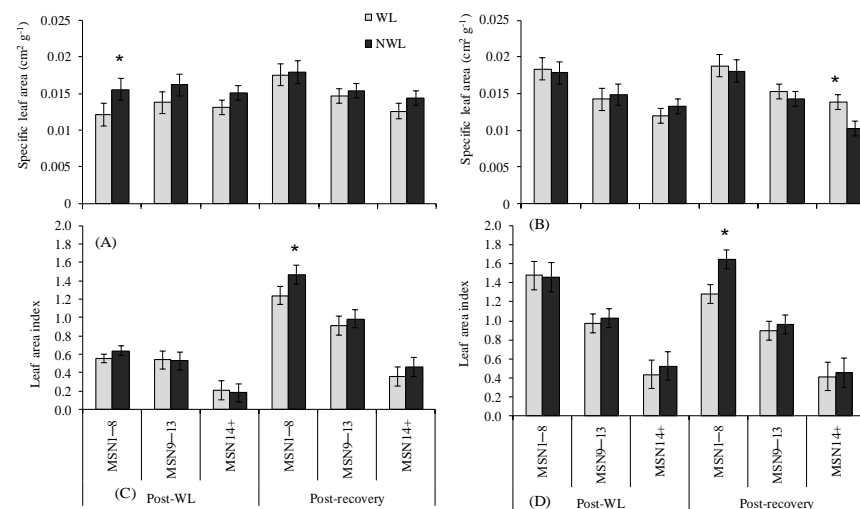 Specific leaf area (cm² g⁻¹)
0.025
0.02
0.015
0.01
0.005
0
*
WL
NWL
(A)
Specific leaf area (cm² g⁻¹)
0.025
0.02
0.015
0.01
0.005
0
*
(B)
Leaf area index
2.0
1.8
1.6
1.4
1.2
1.0
0.8
0.6
0.4
0.2
0.0
*
MSN1–8
MSN9–13
MSN14+
MSN1–8
MSN9–13
MSN14+
(C)
Post-WL
Post-recovery
Leaf area index
2.0
1.8
1.6
1.4
1.2
1.0
0.8
0.6
0.4
0.2
0.0
*
MSN1–8
MSN9–13
MSN14+
MSN1–8
MSN9–13
MSN14+
(D)
Post-WL
Post-recovery